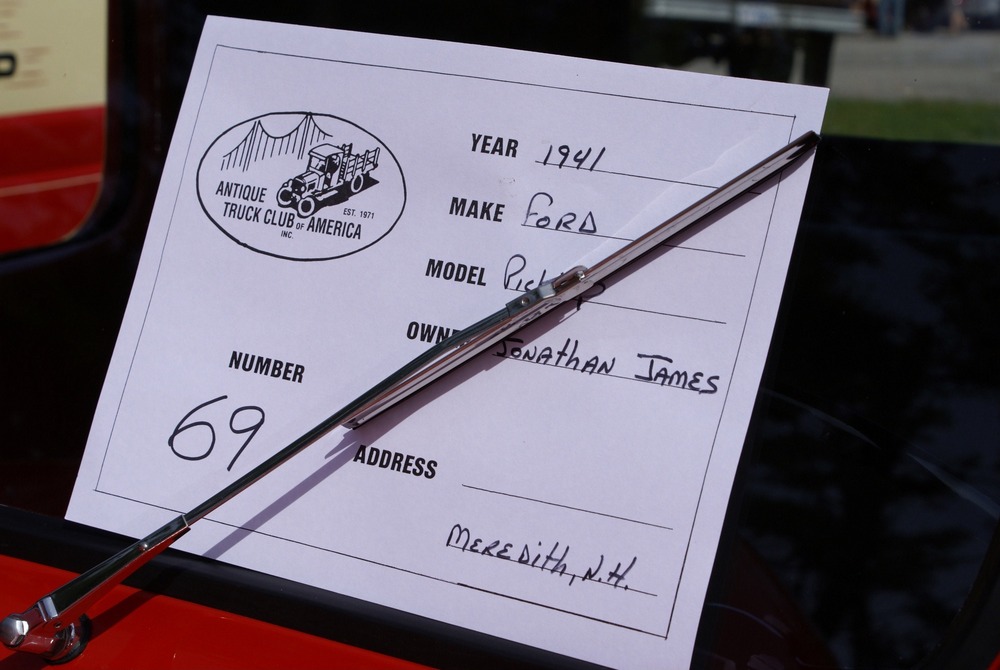 ANTIQUE
TRUCK CLUB OF AMERICA
EST. 1971
INC.
YEAR 1941
MAKE FORD
MODEL
JONAthAN JAMES
NUMBER
69
ADDRESS
MEREDith, N.H.